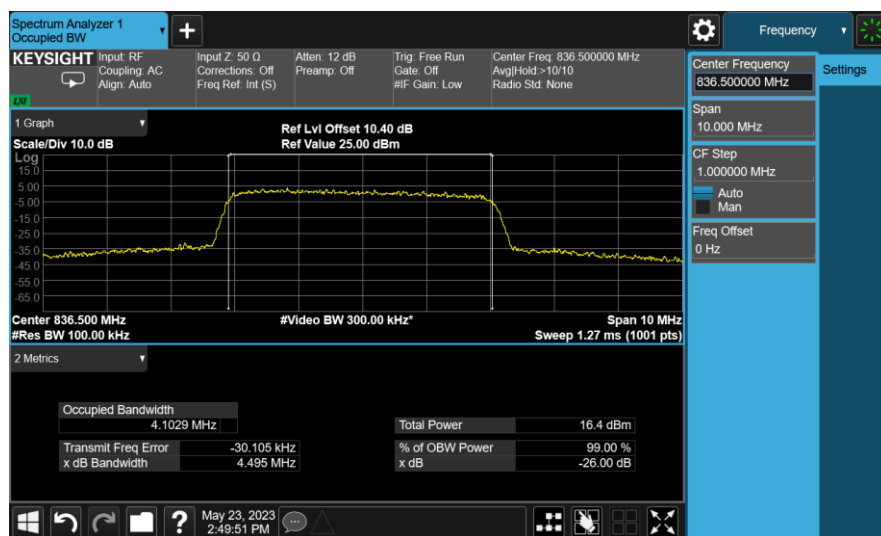 Spectrum Analyzer 1
Occupied BW
Frequency
KEYSIGHT
LXI
Input: RF
Coupling: AC
Align: Auto
Input Z: 50 Ω
Corrections: Off
Freq Ref: Int (S)
Atten: 12 dB
Preamp: Off
Trig: Free Run
Gate: Off
#IF Gain: Low
Center Freq: 836.500000 MHz
Avg|Hold:>10/10
Radio Std: None
Center Frequency
836.500000 MHz
Settings
Span
10.000 MHz
CF Step
1.000000 MHz
Auto
Man
Freq Offset
0 Hz
1 Graph
Scale/Div 10.0 dB
Ref Lvl Offset 10.40 dB
Ref Value 25.00 dBm
Log
15.0
5.00
-5.00
-15.0
-25.0
-35.0
-45.0
-55.0
-65.0
Center 836.500 MHz
#Video BW 300.00 kHz*
Span 10 MHz
#Res BW 100.00 kHz
Sweep 1.27 ms (1001 pts)
2 Metrics
Occupied Bandwidth
4.1029 MHz
Total Power 16.4 dBm
Transmit Freq Error -30.105 kHz
% of OBW Power 99.00 %
x dB Bandwidth 4.495 MHz
x dB -26.00 dB
?
May 23, 2023
2:49:51 PM